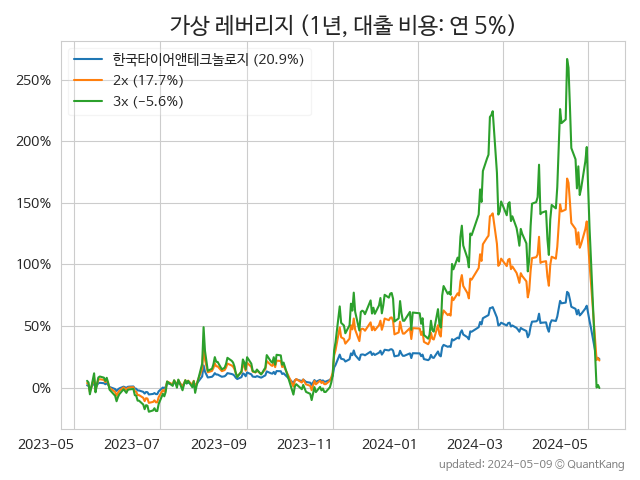 가상 레버리지 (1년, 대출 비용: 연 5%)
한국타이어앤테크놀로지 (20.9%)
2x (17.7%)
3x (−5.6%)
250%
200%
150%
100%
50%
0%
2023-05 2023-07 2023-09 2023-11 2024-01 2024-03 2024-05
updated: 2024-05-09 © QuantKang